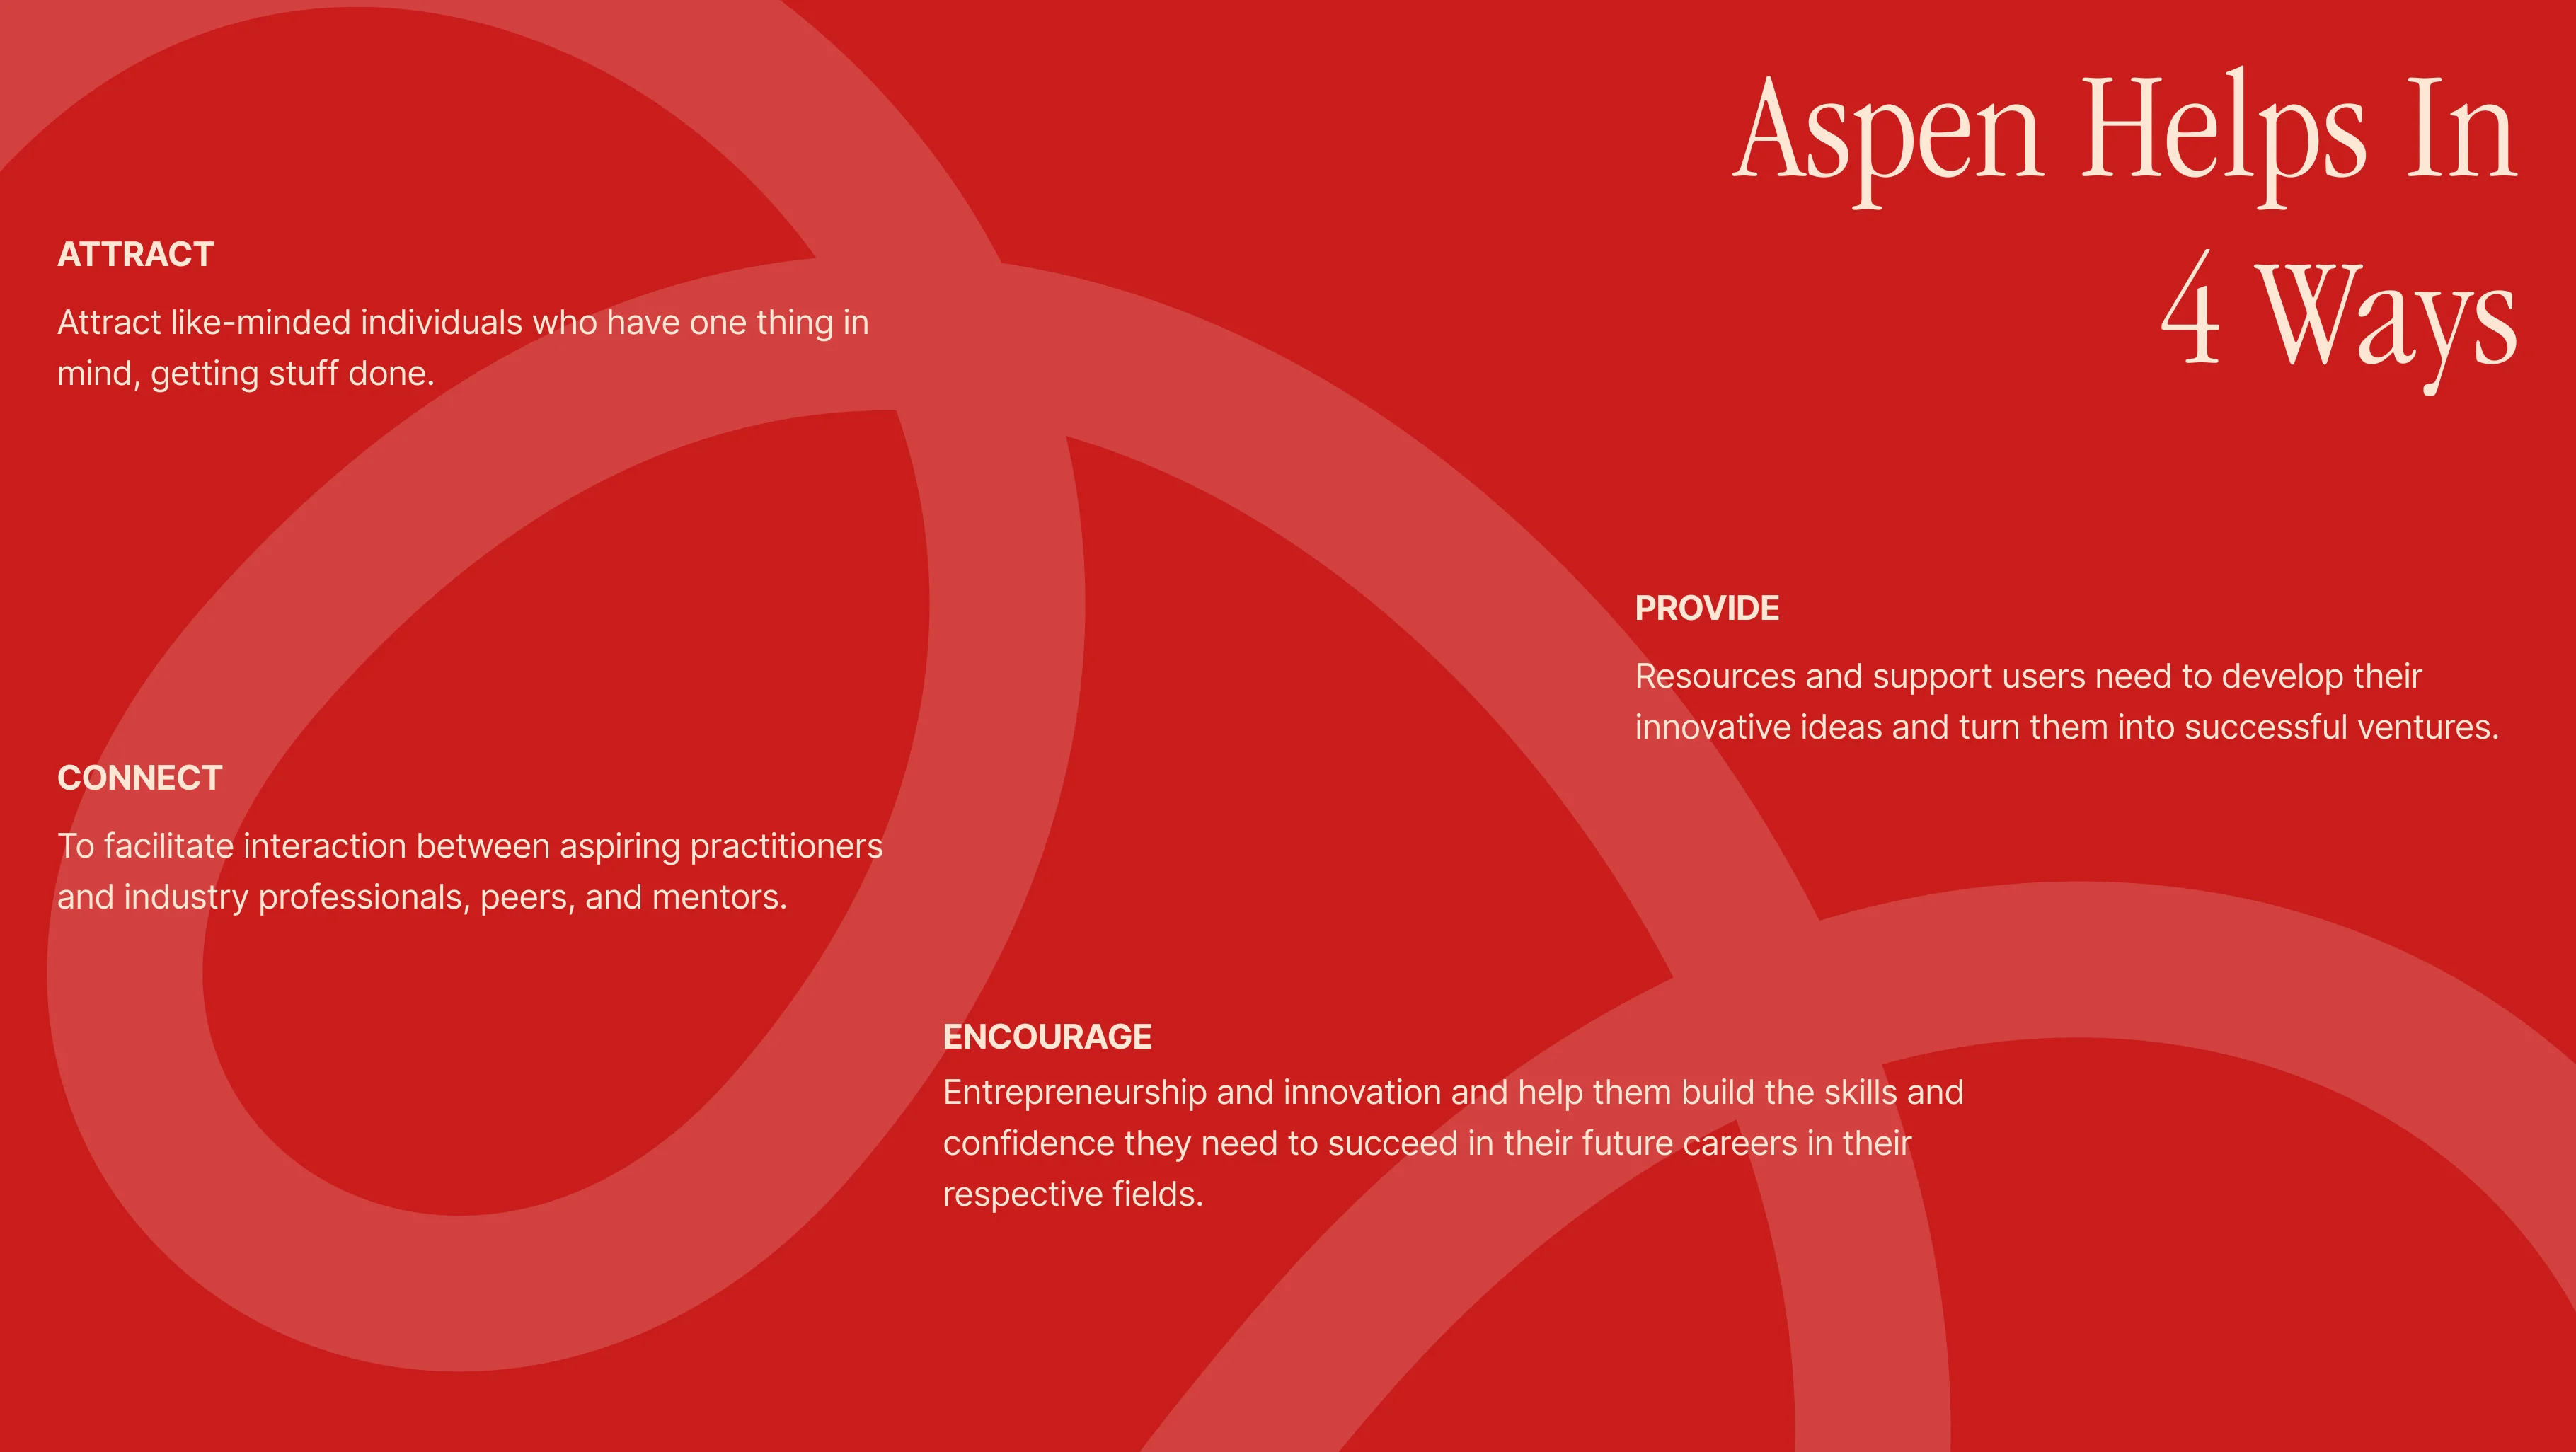 Aspen Helps In
4 Ways
ATTRACT
Attract like-minded individuals who have one thing in
mind, getting stuff done.
PROVIDE
Resources and support users need to develop their
innovative ideas and turn them into successful ventures.
CONNECT
To facilitate interaction between aspiring practitioners
and industry professionals, peers, and mentors.
ENCOURAGE
Entrepreneurship and innovation and help them build the skills and
confidence they need to succeed in their future careers in their
respective fields.